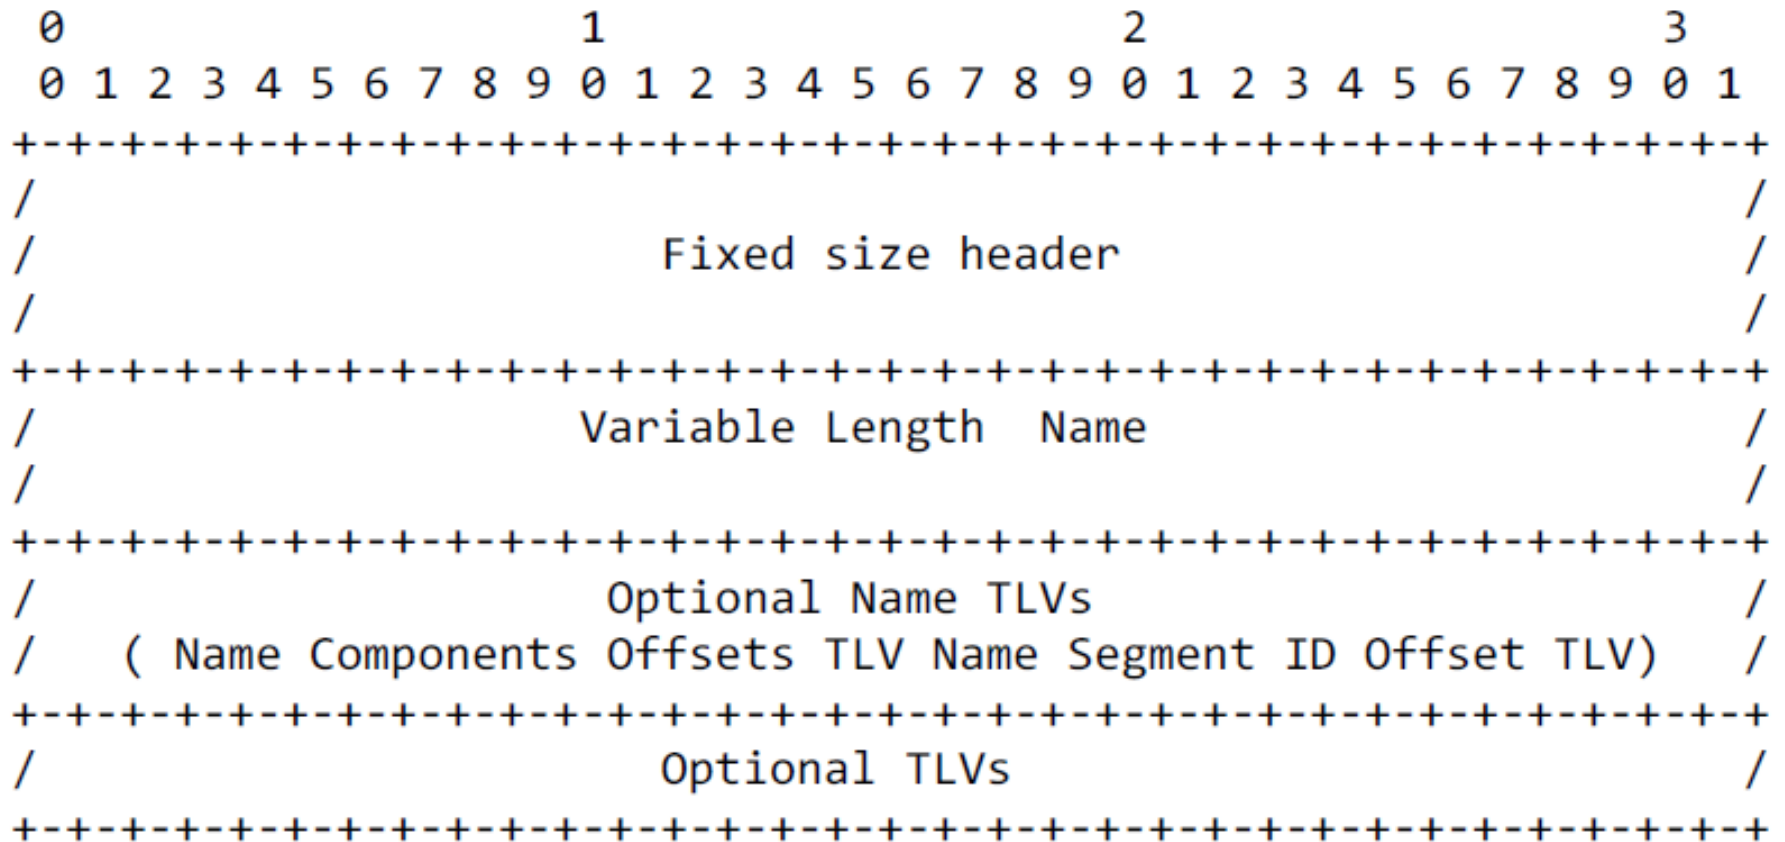 0                   1                   2                   3
 0 1 2 3 4 5 6 7 8 9 0 1 2 3 4 5 6 7 8 9 0 1 2 3 4 5 6 7 8 9 0 1
+-+-+-+-+-+-+-+-+-+-+-+-+-+-+-+-+-+-+-+-+-+-+-+-+-+-+-+-+-+-+-+-+
/                                                               /
/                       Fixed size header                       /
/                                                               /
+-+-+-+-+-+-+-+-+-+-+-+-+-+-+-+-+-+-+-+-+-+-+-+-+-+-+-+-+-+-+-+-+
/                    Variable Length  Name                      /
/                                                               /
+-+-+-+-+-+-+-+-+-+-+-+-+-+-+-+-+-+-+-+-+-+-+-+-+-+-+-+-+-+-+-+-+
/                     Optional Name TLVs                        /
/   ( Name Components Offsets TLV Name Segment ID Offset TLV)   /
+-+-+-+-+-+-+-+-+-+-+-+-+-+-+-+-+-+-+-+-+-+-+-+-+-+-+-+-+-+-+-+-+
/                       Optional TLVs                           /
+-+-+-+-+-+-+-+-+-+-+-+-+-+-+-+-+-+-+-+-+-+-+-+-+-+-+-+-+-+-+-+-+